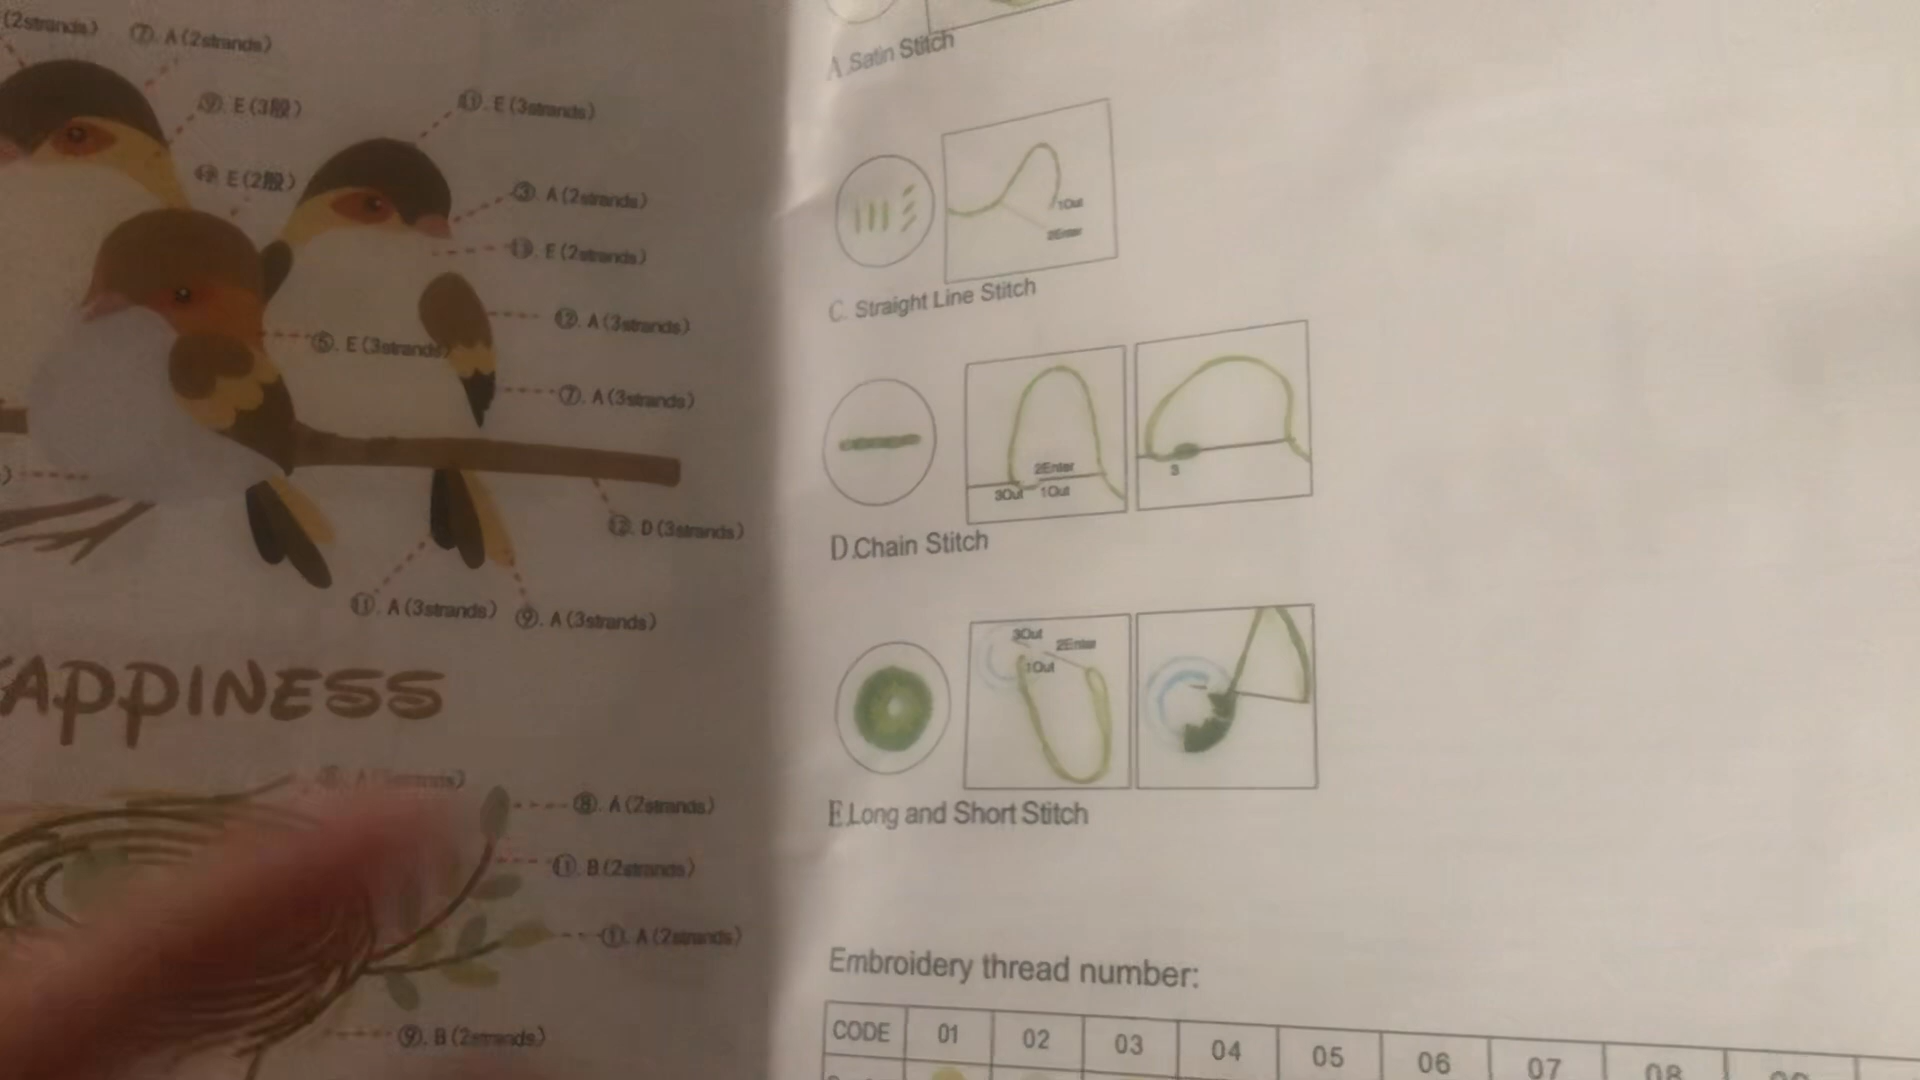 (2strands)
⑦. A (2strands)
⑨. E (3股)
E (3strands)
E (2股)
③. A (2strands)
⑬. E (2strands)
⑫. A (3strands)
⑤. E (3strands)
⑦. A (3strands)
)
⑫. D (3strands)
⑪. A (3strands)
⑨. A (3strands)
APPINESS
⑧. A (2strands)
⑪. B (2strands)
①. A (2strands)
⑨. B (2strands)
A.Satin Stitch
1Out
2Enter
C. Straight Line Stitch
2Enter
3Out 1Out
3
D.Chain Stitch
3Out
2Enter
1Out
E.Long and Short Stitch
Embroidery thread number:
CODE 01 02 03 04 05 06 07 08